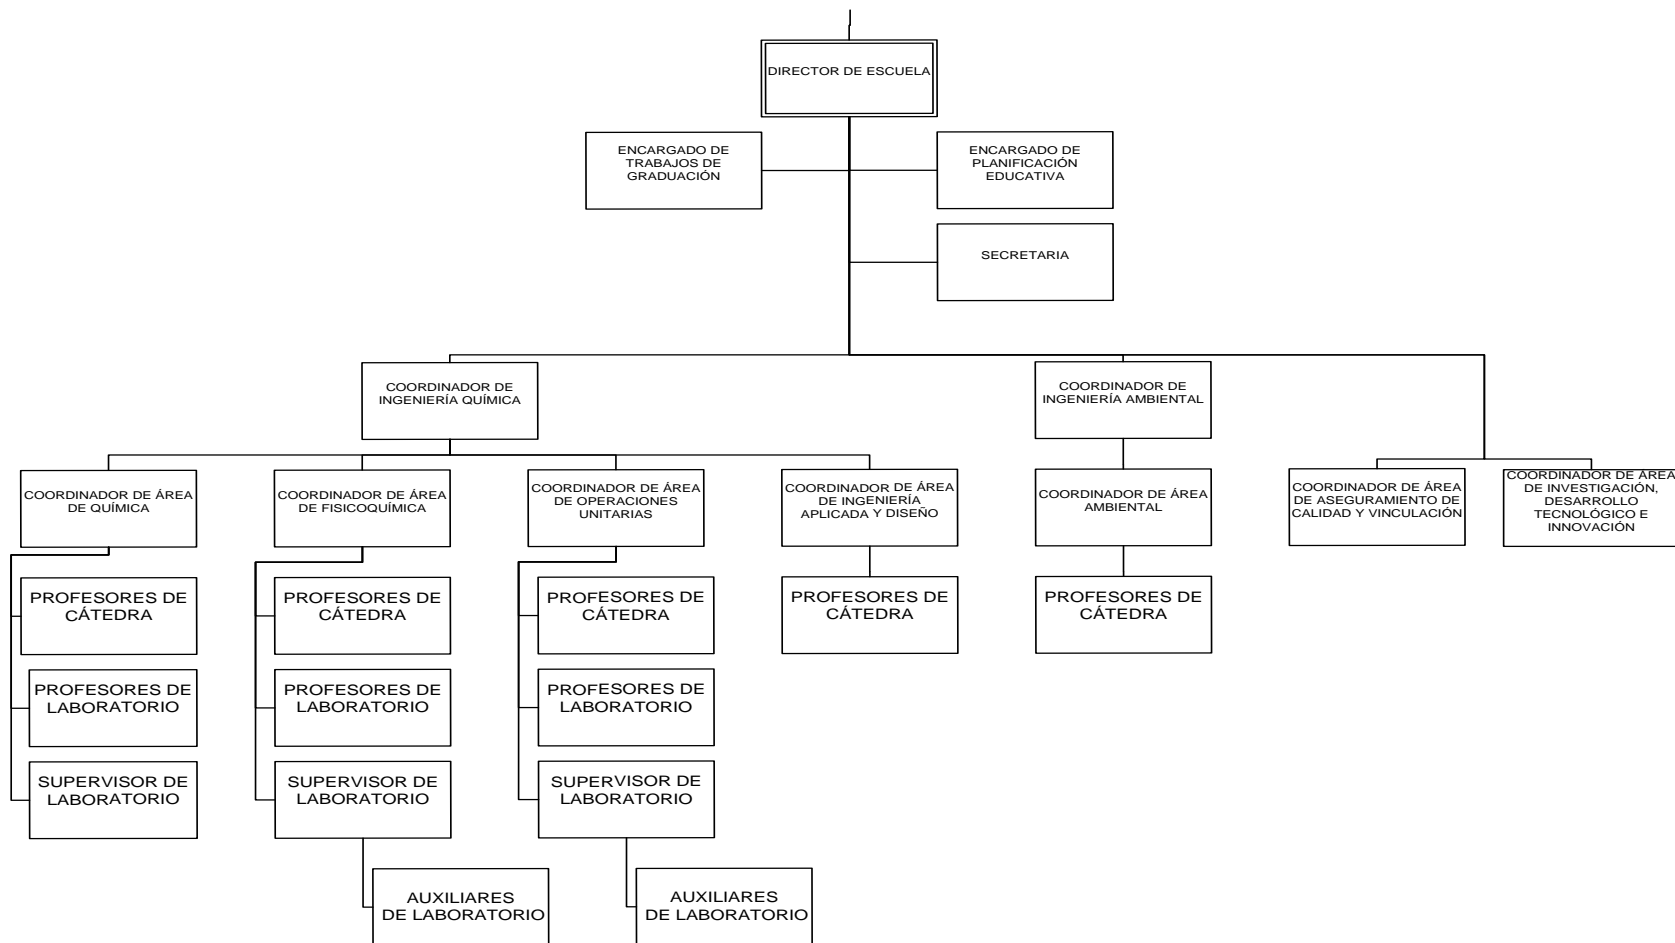 DIRECTOR DE ESCUELA
ENCARGADO DE
TRABAJOS DE
GRADUACIÓN
ENCARGADO DE
PLANIFICACIÓN
EDUCATIVA
SECRETARIA
COORDINADOR DE
INGENIERÍA QUÍMICA
COORDINADOR DE
INGENIERÍA AMBIENTAL
COORDINADOR DE ÁREA
DE QUÍMICA
COORDINADOR DE ÁREA
DE FISICOQUÍMICA
COORDINADOR DE ÁREA
DE OPERACIONES
UNITARIAS
COORDINADOR DE ÁREA
DE INGENIERÍA
APLICADA Y DISEÑO
COORDINADOR DE ÁREA
AMBIENTAL
COORDINADOR DE ÁREA
DE ASEGURAMIENTO DE
CALIDAD Y VINCULACIÓN
COORDINADOR DE ÁREA
DE INVESTIGACIÓN,
DESARROLLO
TECNOLÓGICO E
INNOVACIÓN
PROFESORES DE
CÁTEDRA
PROFESORES DE
CÁTEDRA
PROFESORES DE
CÁTEDRA
PROFESORES DE
CÁTEDRA
PROFESORES DE
CÁTEDRA
PROFESORES DE
LABORATORIO
PROFESORES DE
LABORATORIO
PROFESORES DE
LABORATORIO
SUPERVISOR DE
LABORATORIO
SUPERVISOR DE
LABORATORIO
SUPERVISOR DE
LABORATORIO
AUXILIARES
DE LABORATORIO
AUXILIARES
DE LABORATORIO